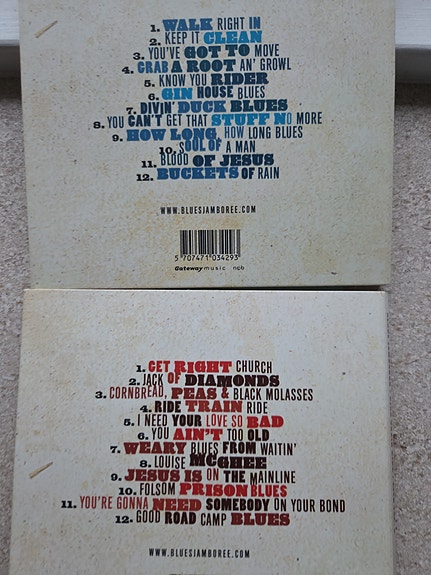 1. WALK RIGHT IN
2. KEEP IT CLEAN
3. YOU'VE GOT TO MOVE
4. GRAB A ROOT AN' GROWL
5. KNOW YOU RIDER
6. GIN HOUSE BLUES
7. DIVIN' DUCK BLUES
8. YOU CAN'T GET THAT STUFF NO MORE
9. HOW LONG, HOW LONG BLUES
10. SOUL OF A MAN
11. BLOOD OF JESUS
12. BUCKETS OF RAIN
WWW.BLUESJAMBOREE.COM
5 707471 034293
Gateway music ncb
1. GET RIGHT CHURCH
2. JACK OF DIAMONDS
3. CORNBREAD, PEAS & BLACK MOLASSES
4. RIDE TRAIN RIDE
5. I NEED YOUR LOVE SO BAD
6. YOU AIN'T TOO OLD
7. WEARY BLUES FROM WAITIN'
8. LOUISE MCGHEE
9. JESUS IS ON THE MAINLINE
10. FOLSOM PRISON BLUES
11. YOU'RE GONNA NEED SOMEBODY ON YOUR BOND
12. GOOD ROAD CAMP BLUES
WWW.BLUESJAMBOREE.COM